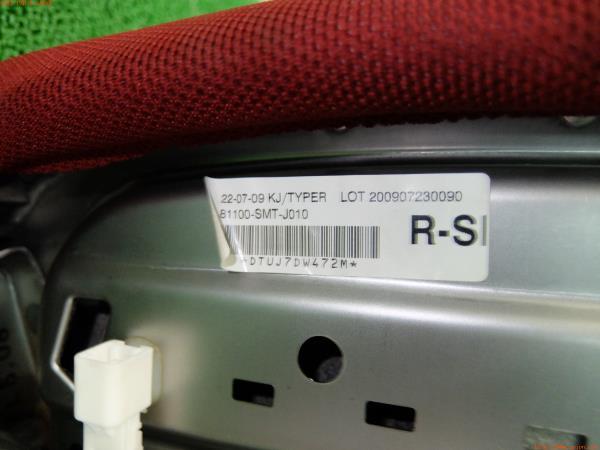 22-07-09 KJ/TYPER LOT 200907230090
81100-SMT-J010
R-SI
*DTUJ7DW472M*